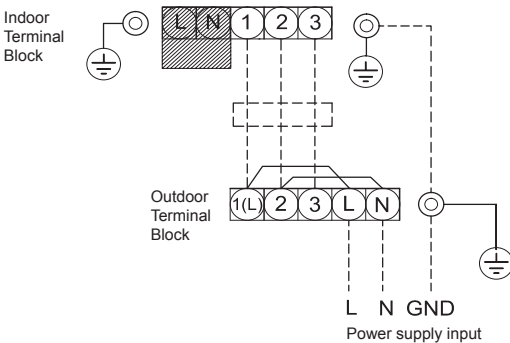 Indoor
Terminal
Block
L N 1 2 3
Outdoor
Terminal
Block
1(L) 2 3 L N
L N GND
Power supply input